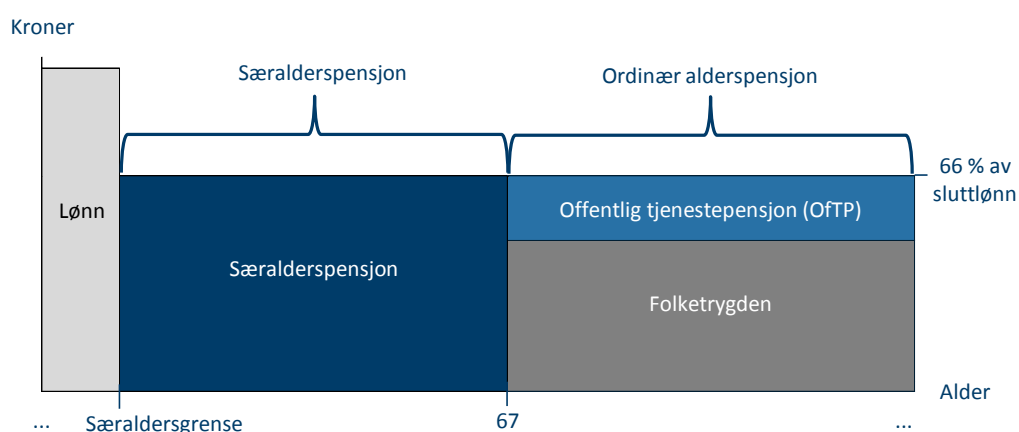 Kroner
Særalderspensjon
Ordinær alderspensjon
66 % av
sluttlønn
Lønn
Særalderspensjon
Offentlig tjenestepensjon (OfTP)
Folketrygden
Alder
...
Særaldersgrense
67
...